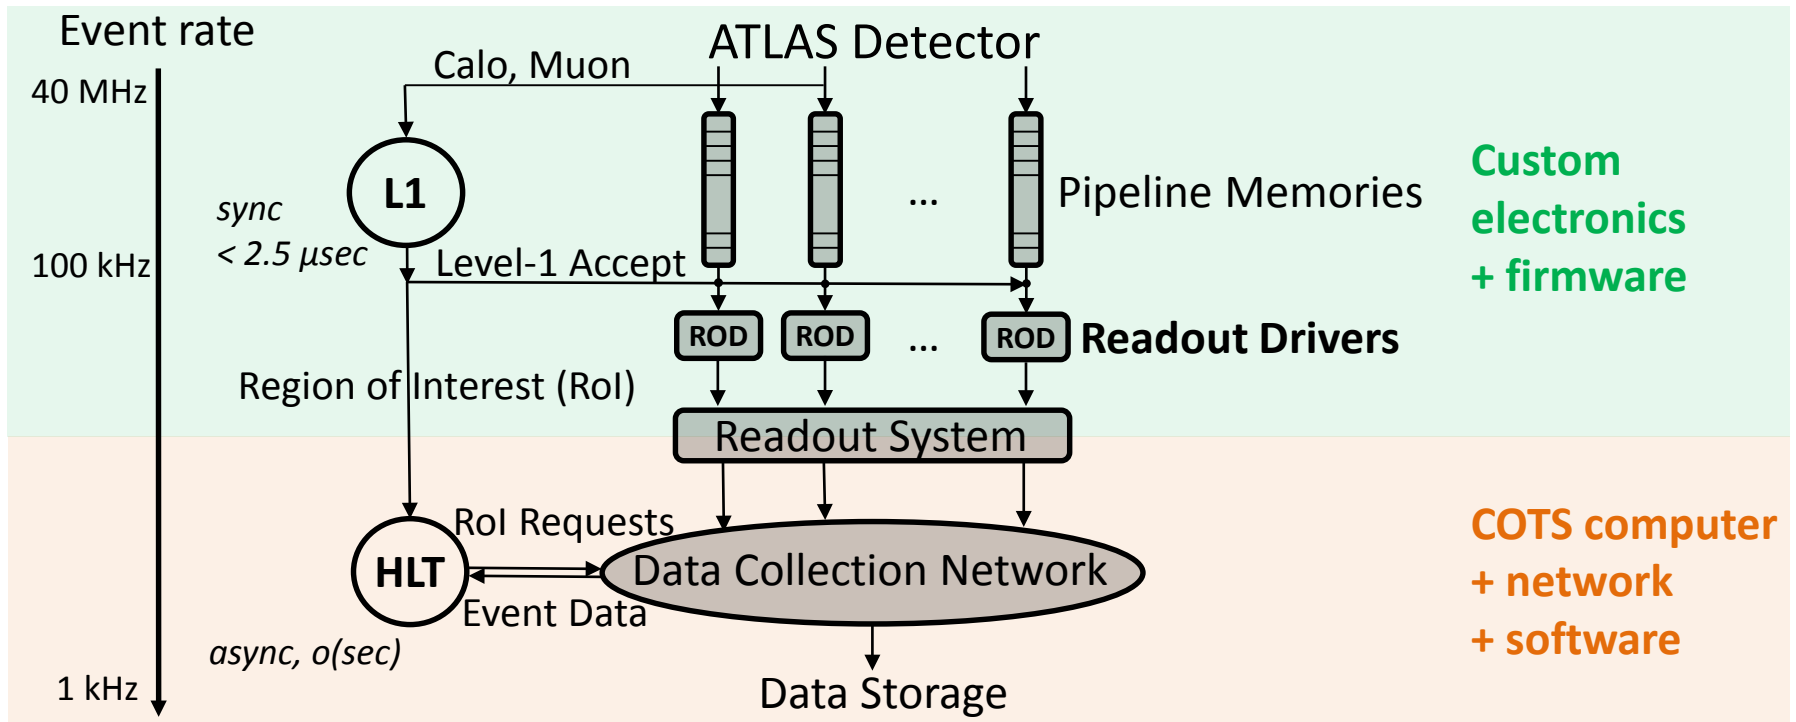 Event rate
ATLAS Detector
Calo, Muon
40 MHz
L1
sync
< 2.5 μsec
...
Pipeline Memories
Custom
electronics
+ firmware
100 kHz
Level-1 Accept
ROD
ROD
...
ROD
Readout Drivers
Region of Interest (RoI)
Readout System
RoI Requests
HLT
Data Collection Network
Event Data
async, o(sec)
COTS computer
+ network
+ software
1 kHz
Data Storage